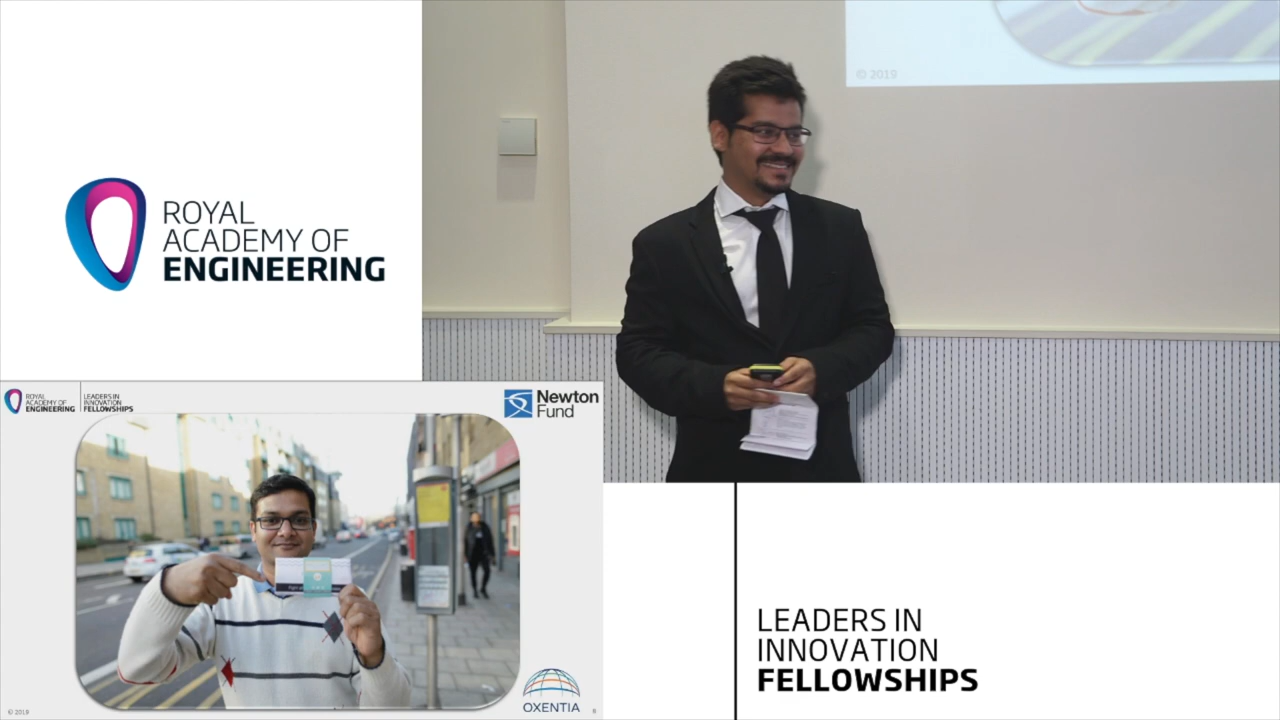 © 2019
ROYAL
ACADEMY OF
ENGINEERING
ROYAL
ACADEMY OF
ENGINEERING
LEADERS IN
INNOVATION
FELLOWSHIPS
Newton
Fund
OXENTIA
© 2019
6
LEADERS IN
INNOVATION
FELLOWSHIPS